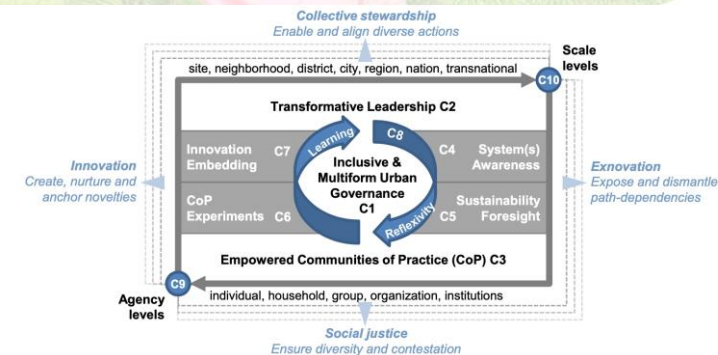 Collective stewardship
Enable and align diverse actions
Scale
levels
site, neighborhood, district, city, region, nation, transnational
C10
Transformative Leadership C2
Learning
C8
Innovation
Embedding
C7
C4
System(s)
Awareness
Inclusive &
Multiform Urban
Governance
C1
Innovation
Create, nurture and
anchor novelties
Exnovation
Expose and dismantle
path-dependencies
CoP
Experiments
C6
C5
Sustainability
Foresight
Reflexivity
Empowered Communities of Practice (CoP) C3
C9
Agency
levels
individual, household, group, organization, institutions
Social justice
Ensure diversity and contestation